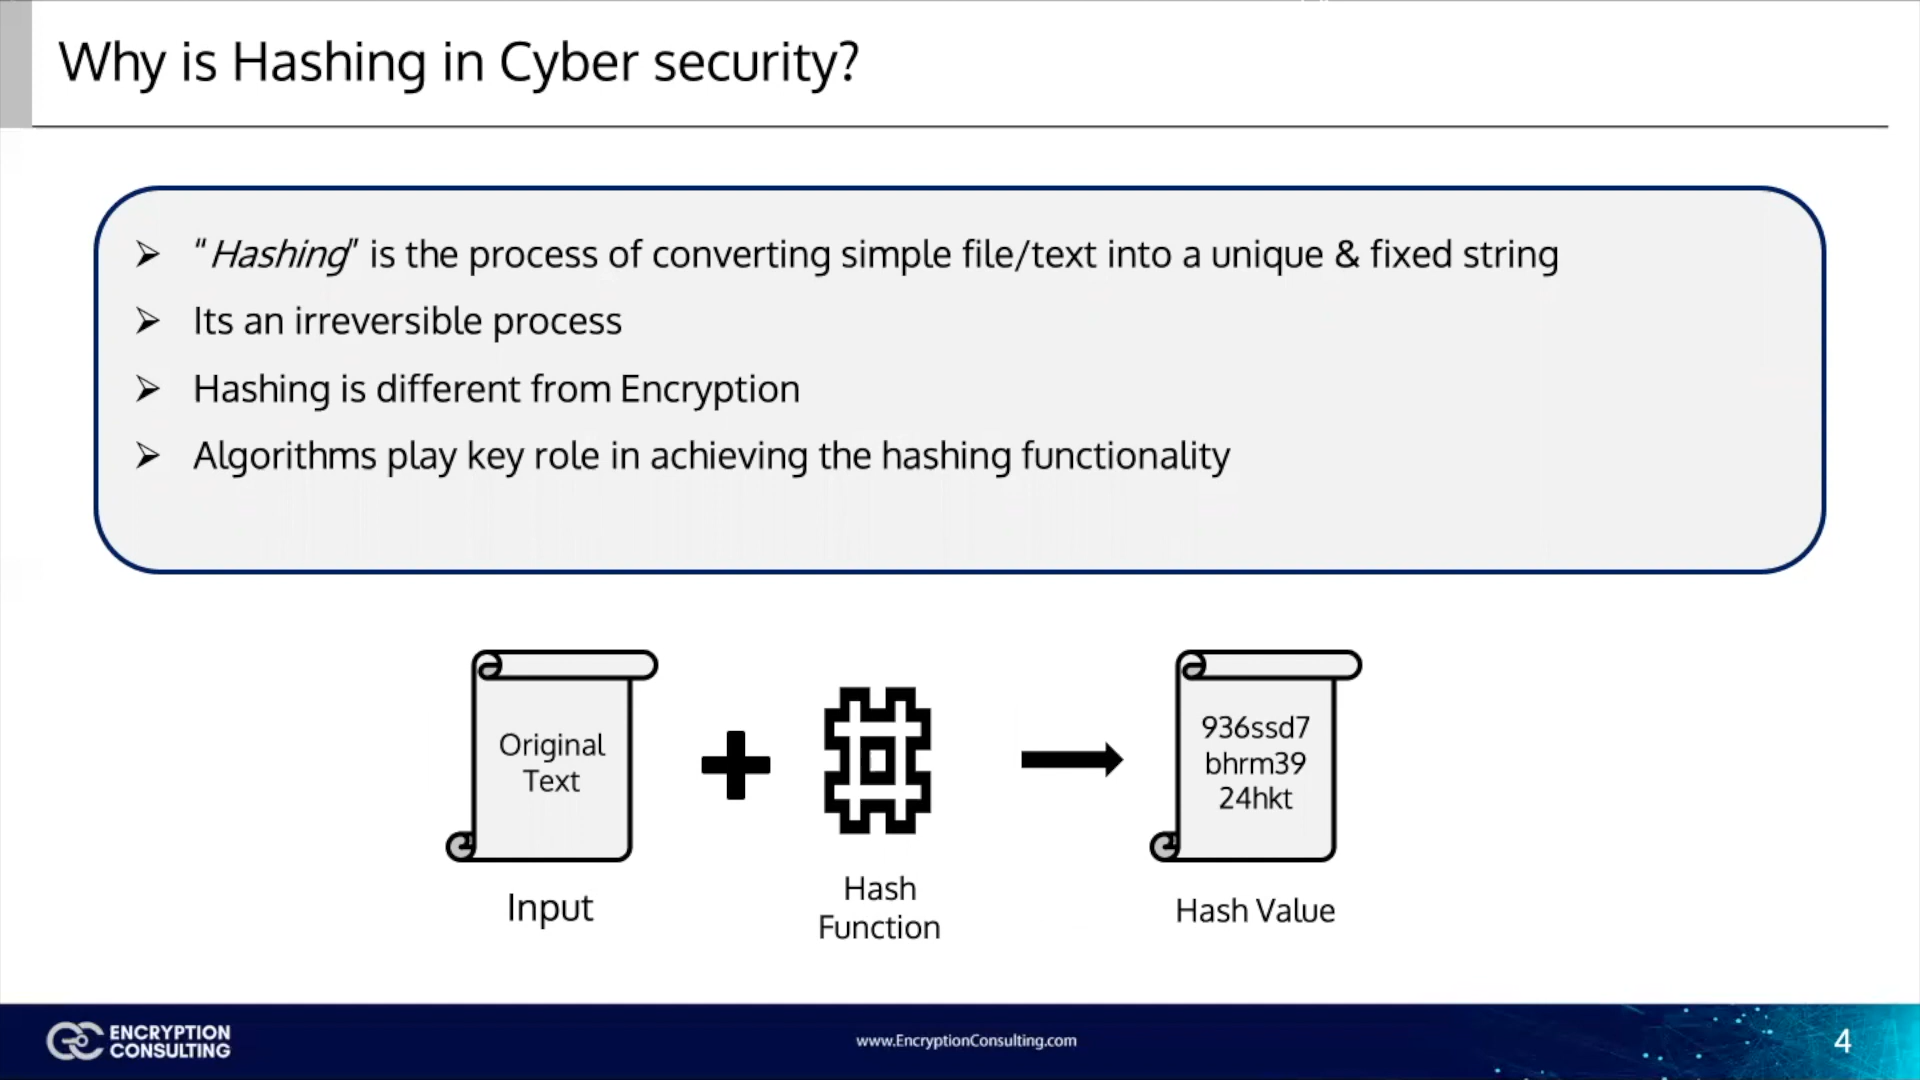 Why is Hashing in Cyber security?
“Hashing” is the process of converting simple file/text into a unique & fixed string
Its an irreversible process
Hashing is different from Encryption
Algorithms play key role in achieving the hashing functionality
Original
Text
936ssd7
bhrm39
24hkt
Input
Hash
Function
Hash Value
ENCRYPTION
CONSULTING
www.EncryptionConsulting.com
4